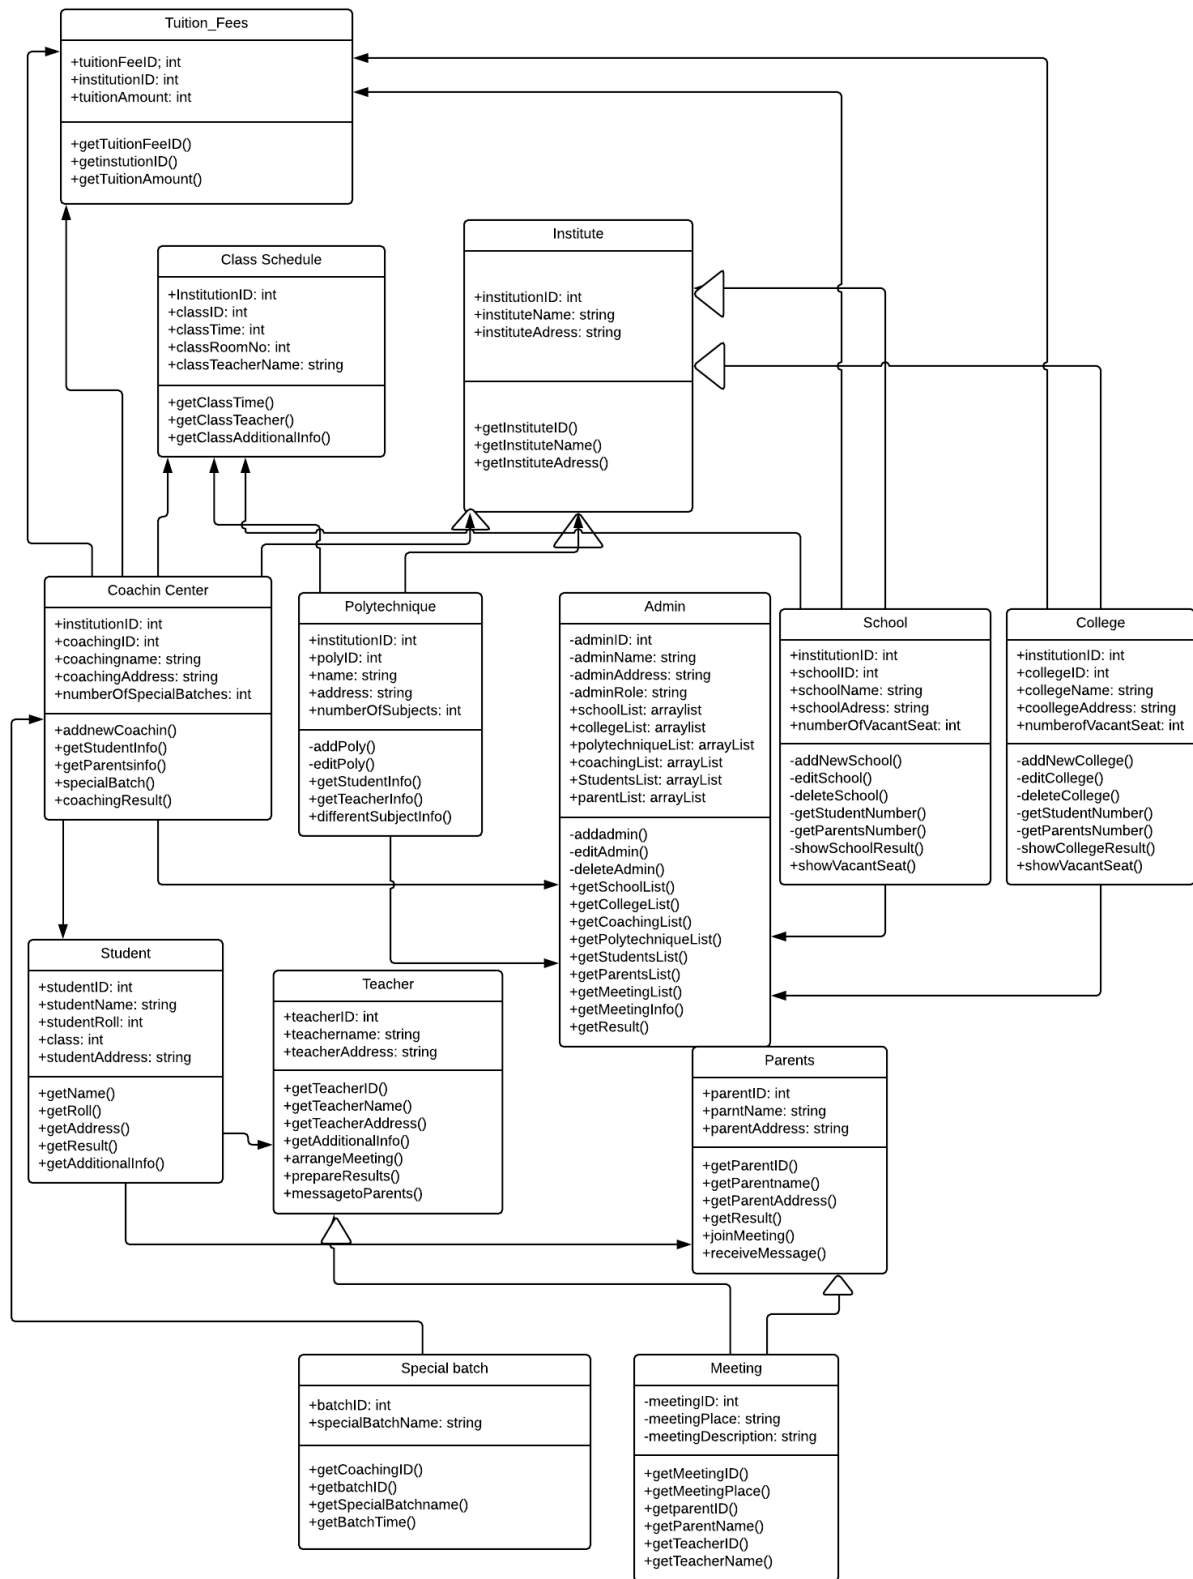 Tuition_Fees
+tuitionFeeID; int
+institutionID: int
+tuitionAmount: int
+getTuitionFeeID()
+getinstutionID()
+getTuitionAmount()
Class Schedule
+InstitutionID: int
+classID: int
+classTime: int
+classRoomNo: int
+classTeacherName: string
+getClassTime()
+getClassTeacher()
+getClassAdditionalInfo()
Institute
+institutionID: int
+instituteName: string
+instituteAdress: string
+getInstituteID()
+getInstituteName()
+getInstituteAdress()
Coachin Center
+institutionID: int
+coachingID: int
+coachingname: string
+coachingAddress: string
+numberOfSpecialBatches: int
+addnewCoachin()
+getStudentInfo()
+getParentsinfo()
+specialBatch()
+coachingResult()
Polytechnique
+institutionID: int
+polyID: int
+name: string
+address: string
+numberOfSubjects: int
-addPoly()
-editPoly()
+getStudentInfo()
+getTeacherInfo()
+differentSubjectInfo()
Admin
-adminID: int
-adminName: string
-adminAddress: string
-adminRole: string
+schoolList: arraylist
+collegeList: arraylist
+polytechniqueList: arrayList
+coachingList: arrayList
+StudentsList: arrayList
+parentList: arrayList
-addadmin()
-editAdmin()
-deleteAdmin()
+getSchoolList()
+getCollegeList()
+getCoachingList()
+getPolytechniqueList()
+getStudentsList()
+getParentsList()
+getMeetingList()
+getMeetingInfo()
+getResult()
School
+institutionID: int
+schoolID: int
+schoolName: string
+schoolAdress: string
+numberOfVacantSeat: int
-addNewSchool()
-editSchool()
-deleteSchool()
-getStudentNumber()
-getParentsNumber()
-showSchoolResult()
+showVacantSeat()
College
+institutionID: int
+collegeID: int
+collegeName: string
+coollegeAddress: string
+numberofVacantSeat: int
-addNewCollege()
-editCollege()
-deleteCollege()
-getStudentNumber()
-getParentsNumber()
-showCollegeResult()
+showVacantSeat()
Student
+studentID: int
+studentName: string
+studentRoll: int
+class: int
+studentAddress: string
+getName()
+getRoll()
+getAddress()
+getResult()
+getAdditionalInfo()
Teacher
+teacherID: int
+teachername: string
+teacherAddress: string
+getTeacherID()
+getTeacherName()
+getTeacherAddress()
+getAdditionalInfo()
+arrangeMeeting()
+prepareResults()
+messagetoParents()
Parents
+parentID: int
+parntName: string
+parentAddress: string
+getParentID()
+getParentname()
+getParentAddress()
+getResult()
+joinMeeting()
+receiveMessage()
Special batch
+batchID: int
+specialBatchName: string
+getCoachingID()
+getbatchID()
+getSpecialBatchname()
+getBatchTime()
Meeting
-meetingID: int
-meetingPlace: string
-meetingDescription: string
+getMeetingID()
+getMeetingPlace()
+getparentID()
+getParentName()
+getTeacherID()
+getTeacherName()